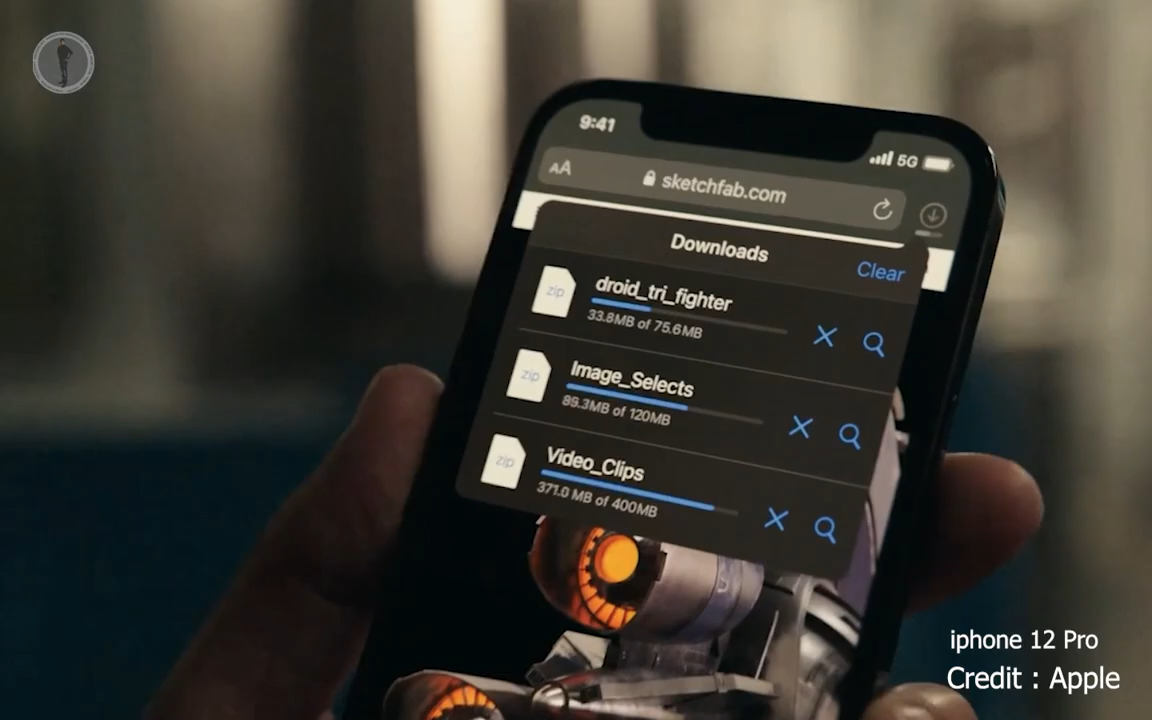 9:41
5G
AA
sketchfab.com
Downloads
Clear
zip
droid_tri_fighter
33.8MB of 75.6MB
zip
Image_Selects
89.3MB of 120MB
zip
Video_Clips
371.0 MB of 400MB
iphone 12 Pro
Credit : Apple